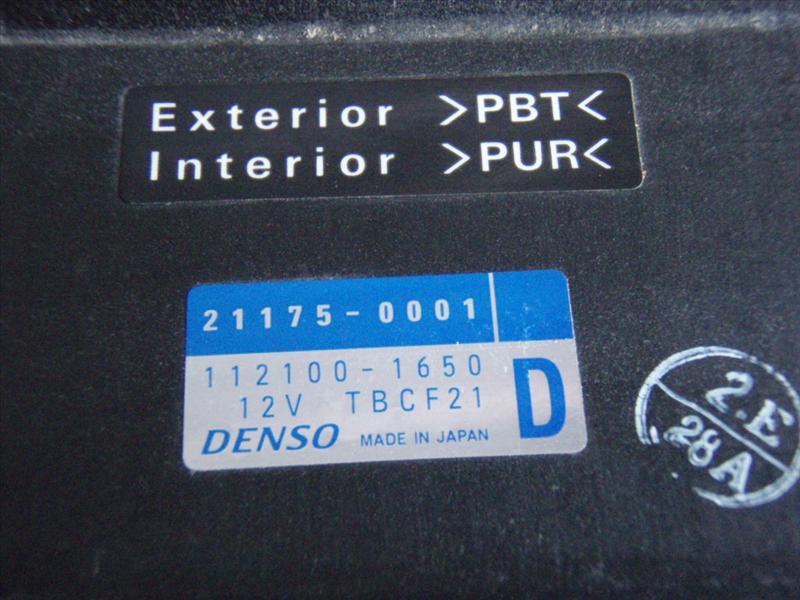 Exterior >PBT<
Interior >PUR<
21175-0001
112100-1650
12V TBCF21
D
DENSO MADE IN JAPAN
2.E
28A